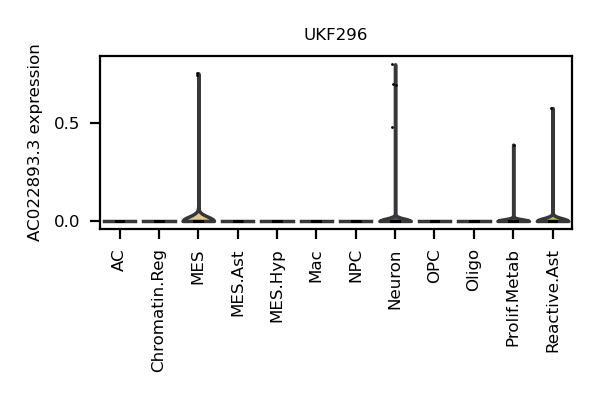 UKF296
AC022893.3 expression
0.5
0.0
AC
Chromatin.Reg
MES
MES.Ast
MES.Hyp
Mac
NPC
Neuron
OPC
Oligo
Prolif.Metab
Reactive.Ast